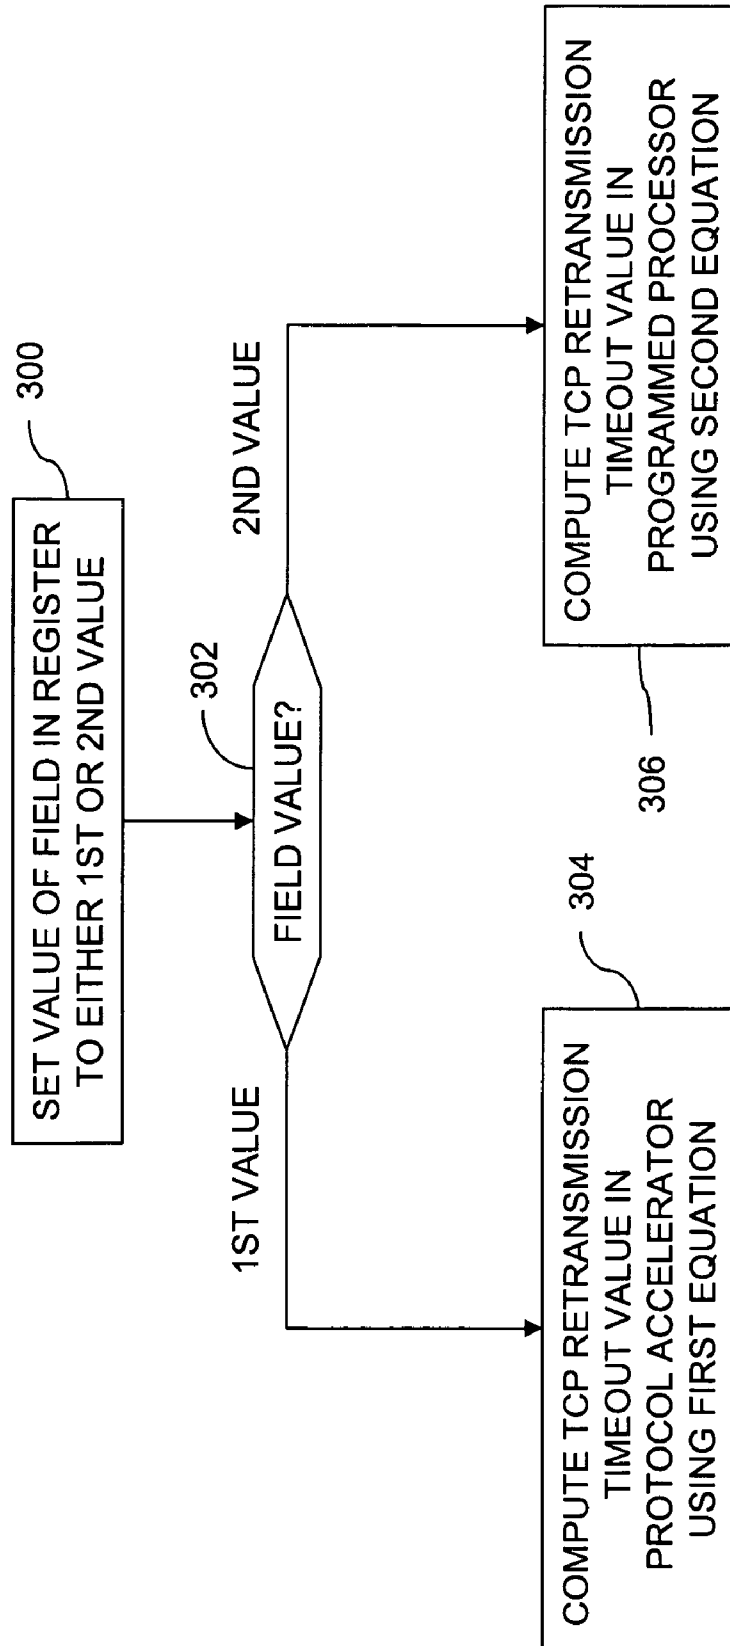 SET VALUE OF FIELD IN REGISTER
TO EITHER 1ST OR 2ND VALUE
300
FIELD VALUE?
302
1ST VALUE
2ND VALUE
COMPUTE TCP RETRANSMISSION
TIMEOUT VALUE IN
PROTOCOL ACCELERATOR
USING FIRST EQUATION
304
COMPUTE TCP RETRANSMISSION
TIMEOUT VALUE IN
PROGRAMMED PROCESSOR
USING SECOND EQUATION
306